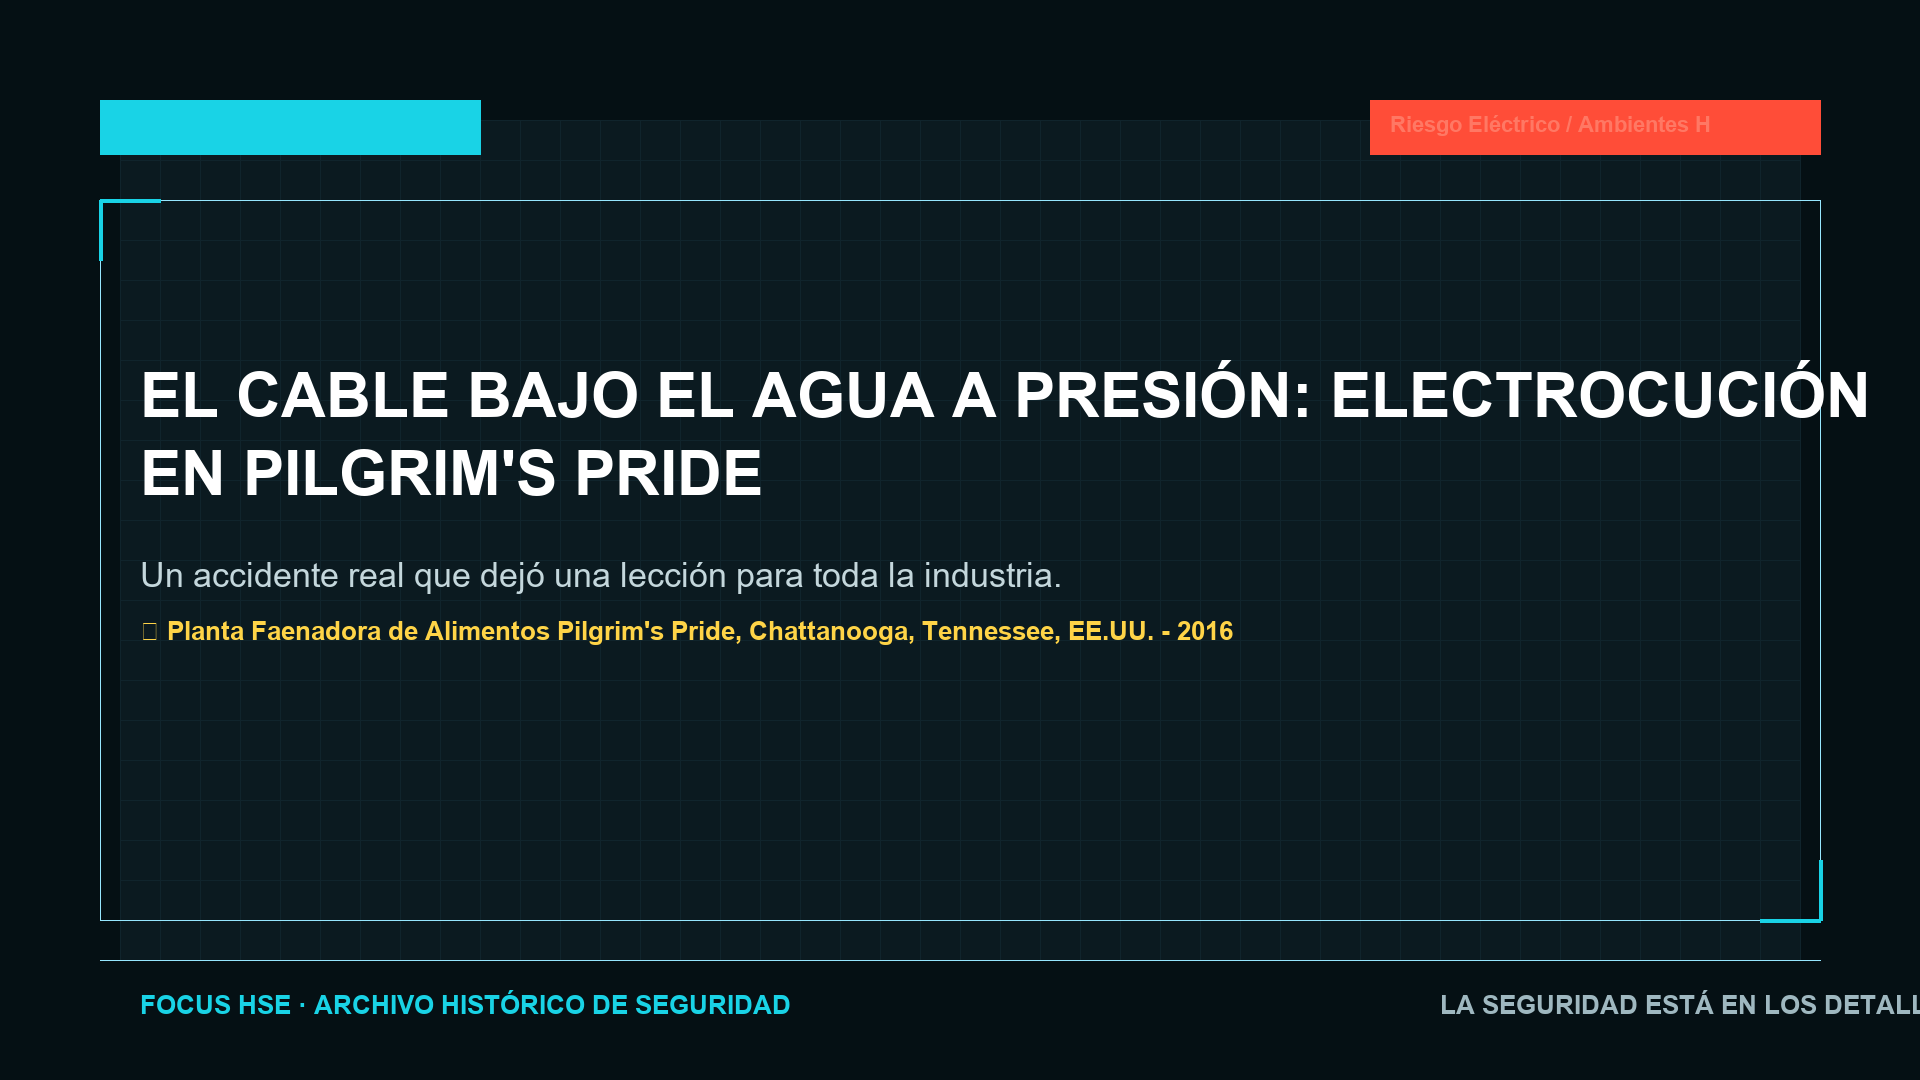 Riesgo Eléctrico / Ambientes H
EL CABLE BAJO EL AGUA A PRESIÓN: ELECTROCUCIÓN
EN PILGRIM'S PRIDE
Un accidente real que dejó una lección para toda la industria.
Planta Faenadora de Alimentos Pilgrim's Pride, Chattanooga, Tennessee, EE.UU. - 2016
FOCUS HSE · ARCHIVO HISTÓRICO DE SEGURIDAD
LA SEGURIDAD ESTÁ EN LOS DETALL